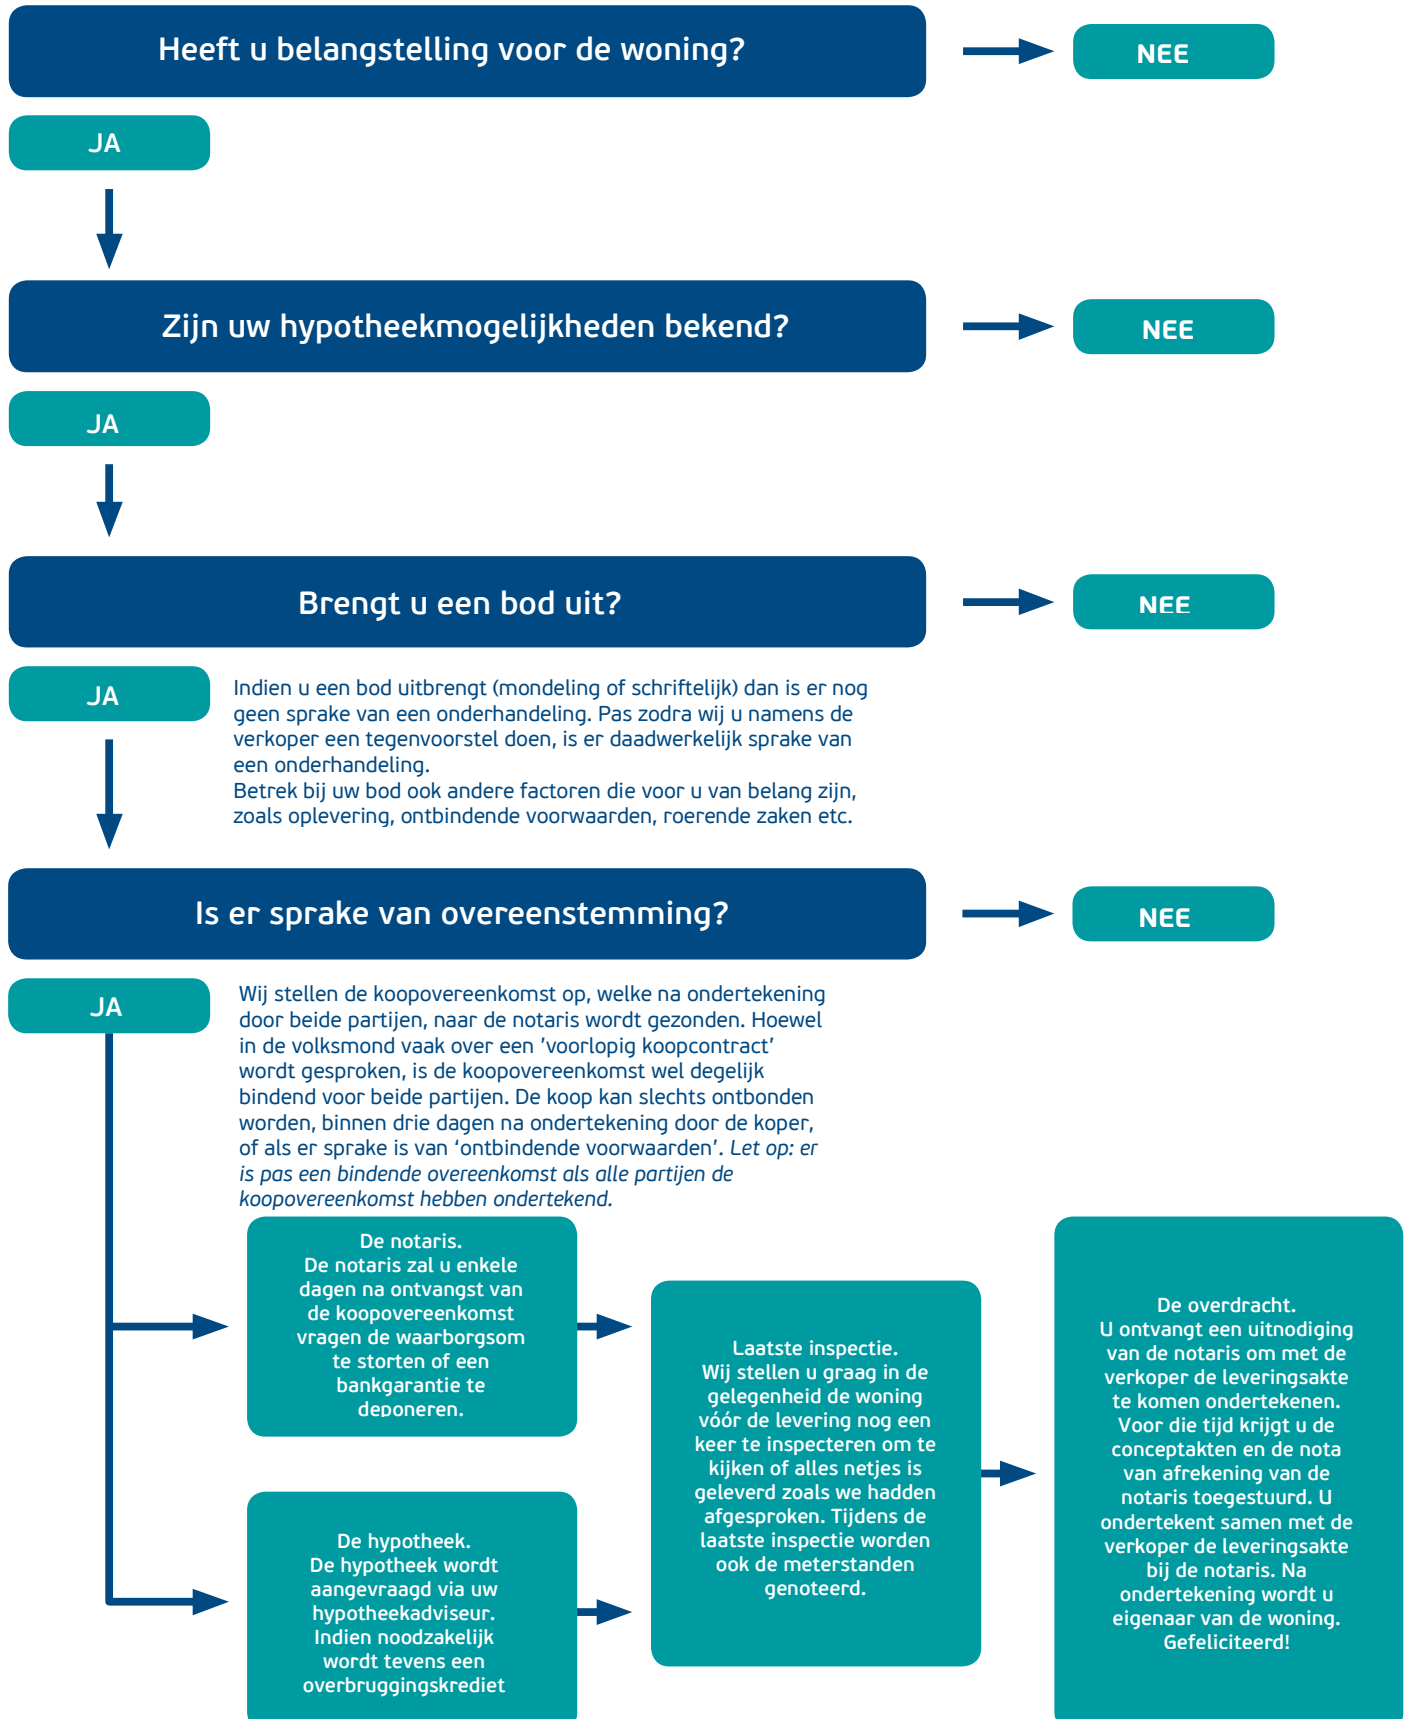 Heeft u belangstelling voor de woning?
NEE
JA
Zijn uw hypotheekmogelijkheden bekend?
NEE
JA
Brengt u een bod uit?
NEE
JA
Indien u een bod uitbrengt (mondeling of schriftelijk) dan is er nog
geen sprake van een onderhandeling. Pas zodra wij u namens de
verkoper een tegenvoorstel doen, is er daadwerkelijk sprake van
een onderhandeling.
Betrek bij uw bod ook andere factoren die voor u van belang zijn,
zoals oplevering, ontbindende voorwaarden, roerende zaken etc.
Is er sprake van overeenstemming?
NEE
JA
Wij stellen de koopovereenkomst op, welke na ondertekening
door beide partijen, naar de notaris wordt gezonden. Hoewel
in de volksmond vaak over een 'voorlopig koopcontract'
wordt gesproken, is de koopovereenkomst wel degelijk
bindend voor beide partijen. De koop kan slechts ontbonden
worden, binnen drie dagen na ondertekening door de koper,
of als er sprake is van ‘ontbindende voorwaarden’. Let op: er
is pas een bindende overeenkomst als alle partijen de
koopovereenkomst hebben ondertekend.
De notaris.
De notaris zal u enkele
dagen na ontvangst van
de koopovereenkomst
vragen de waarborgsom
te storten of een
bankgarantie te
deponeren.
De hypotheek.
De hypotheek wordt
aangevraagd via uw
hypotheekadviseur.
Indien noodzakelijk
wordt tevens een
overbruggingskrediet
Laatste inspectie.
Wij stellen u graag in de
gelegenheid de woning
vóór de levering nog een
keer te inspecteren om te
kijken of alles netjes is
geleverd zoals we hadden
afgesproken. Tijdens de
laatste inspectie worden
ook de meterstanden
genoteerd.
De overdracht.
U ontvangt een uitnodiging
van de notaris om met de
verkoper de leveringsakte
te komen ondertekenen.
Voor die tijd krijgt u de
conceptakten en de nota
van afrekening van de
notaris toegestuurd. U
ondertekent samen met de
verkoper de leveringsakte
bij de notaris. Na
ondertekening wordt u
eigenaar van de woning.
Gefeliciteerd!